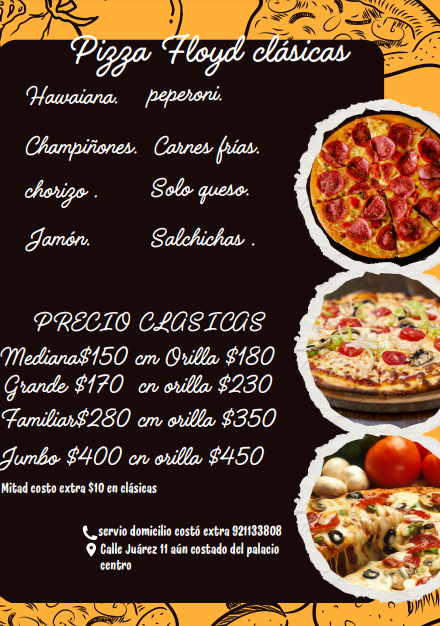 Pizza Floyd clásicas
Hawaiana. peperoni.
Champiñones. Carnes frías.
chorizo . Solo queso.
Jamón. Salchichas .
PRECIO CLASICAS
Mediana$150 cm Orilla $180
Grande $170 cn orilla $230
Familiar$280 cm orilla $350
Jumbo $400 cn orilla $450
Mitad costo extra $10 en clásicas
servio domicilio costó extra 921133808
Calle Juárez 11 aún costado del palacio
centro